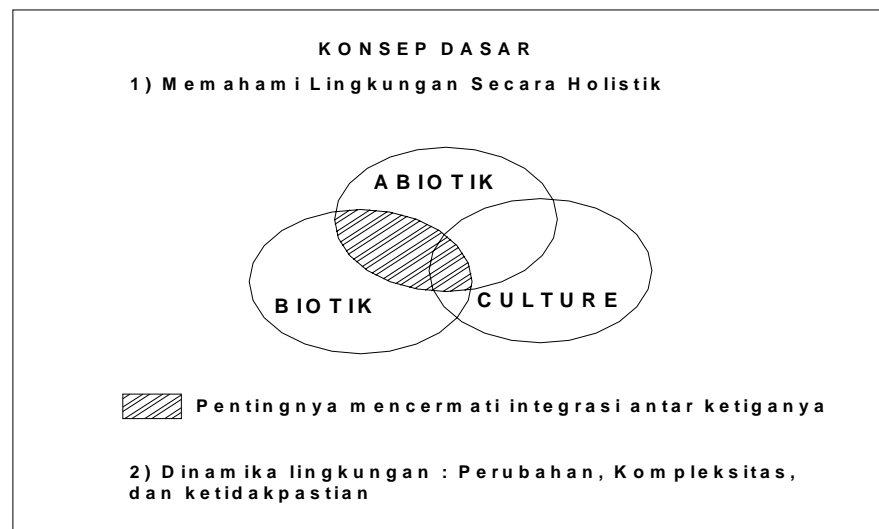 KONSEP DASAR
1) Memahami Lingkungan Secara Holistik
ABIOTIK
BIOTIK
CULTURE
Pentingnya mencermati integrasi antar ketiganya
2) Dinamika lingkungan : Perubahan, Kompleksitas,
dan ketidakpastian